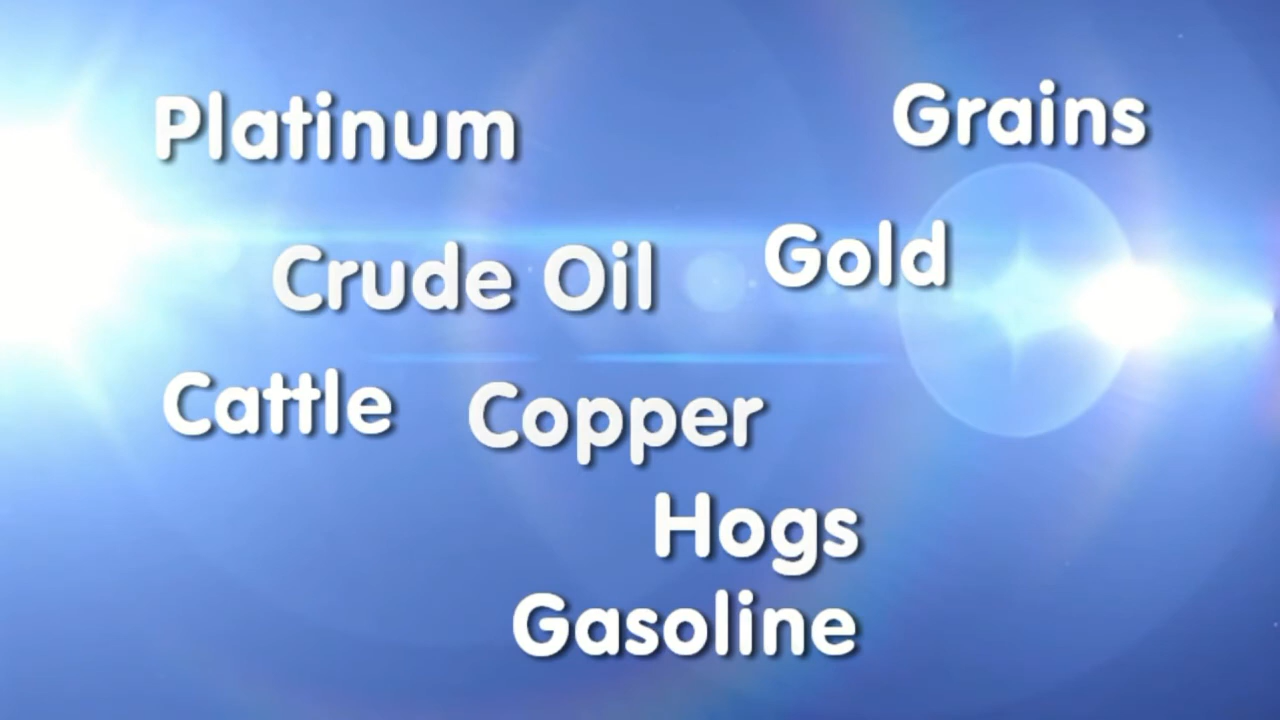 Platinum
Grains
Crude Oil
Gold
Cattle
Copper
Hogs
Gasoline